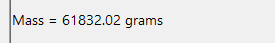 Mass = 61832.02 grams